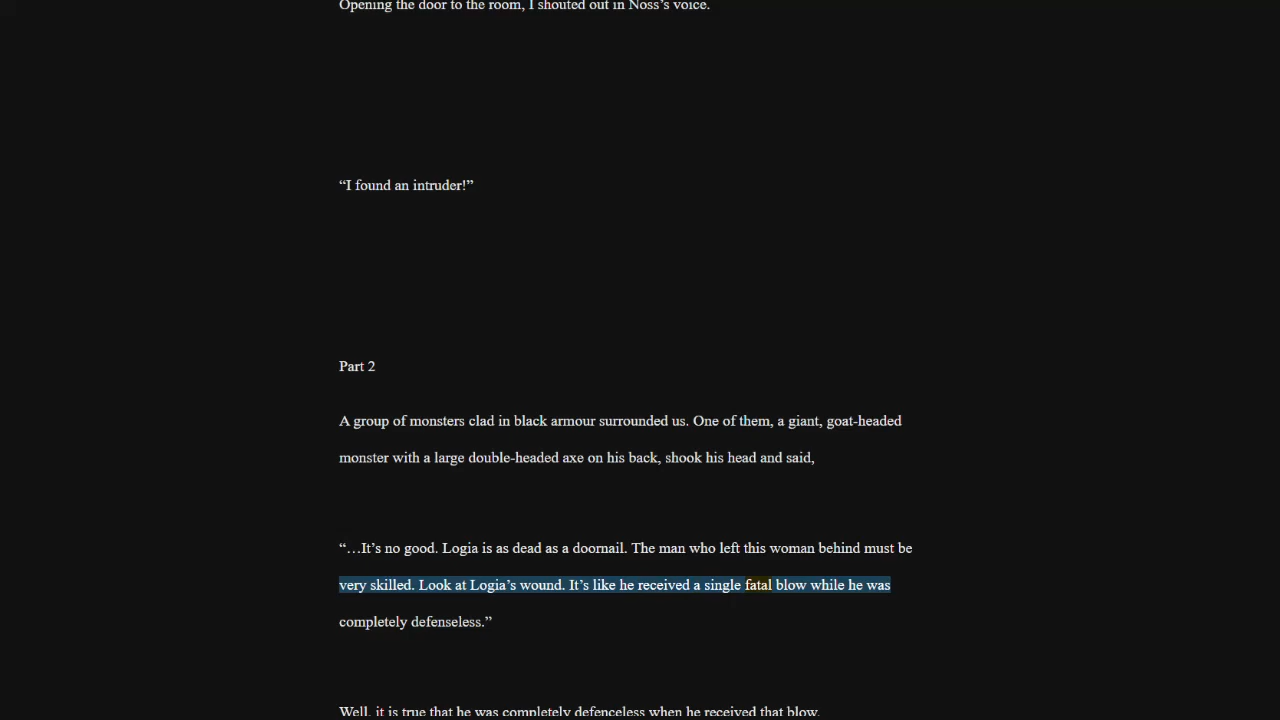 Opening the door to the room, I shouted out in Noss’s voice.
“I found an intruder!”
Part 2
A group of monsters clad in black armour surrounded us. One of them, a giant, goat-headed
monster with a large double-headed axe on his back, shook his head and said,
“…It’s no good. Logia is as dead as a doornail. The man who left this woman behind must be
very skilled. Look at Logia’s wound. It’s like he received a single fatal blow while he was
completely defenseless.”
Well, it is true that he was completely defenceless when he received that blow.